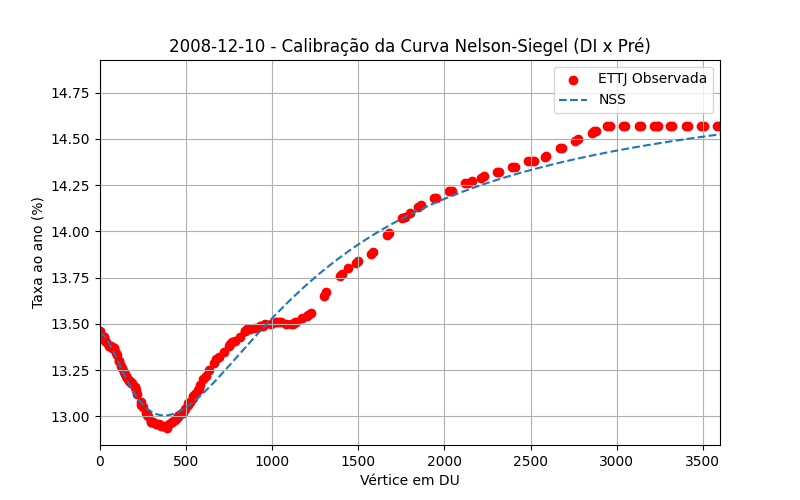 2008-12-10 - Calibração da Curva Nelson-Siegel (DI x Pré)
ETTJ Observada
NSS
Taxa ao ano (%)
14.75
14.50
14.25
14.00
13.75
13.50
13.25
13.00
0 500 1000 1500 2000 2500 3000 3500
Vértice em DU